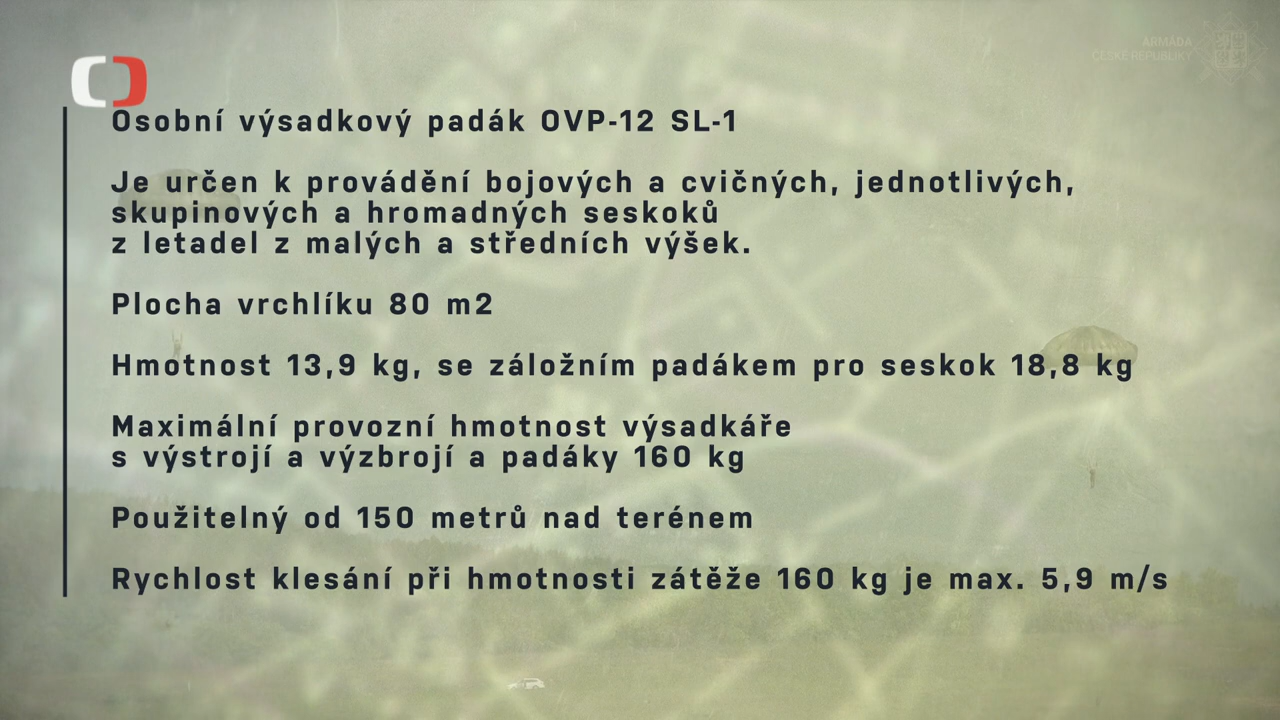 ARMÁDA
ČESKÉ REPUBLIKY
Osobní výsadkový padák OVP-12 SL-1
Je určen k provádění bojových a cvičných, jednotlivých,
skupinových a hromadných seskoků
z letadel z malých a středních výšek.
Plocha vrchlíku 80 m2
Hmotnost 13,9 kg, se záložním padákem pro seskok 18,8 kg
Maximální provozní hmotnost výsadkáře
s výstrojí a výzbrojí a padáky 160 kg
Použitelný od 150 metrů nad terénem
Rychlost klesání při hmotnosti zátěže 160 kg je max. 5,9 m/s